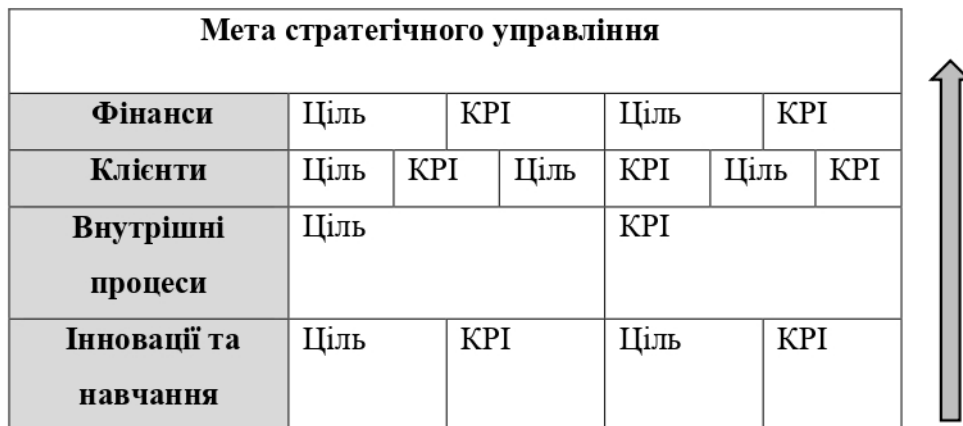 Мета стратегічного управління
Фінанси Ціль КРІ Ціль КРІ
Клієнти Ціль КРІ Ціль КРІ Ціль КРІ
Внутрішні Ціль КРІ
процеси
Інновації та Ціль КРІ Ціль КРІ
навчання